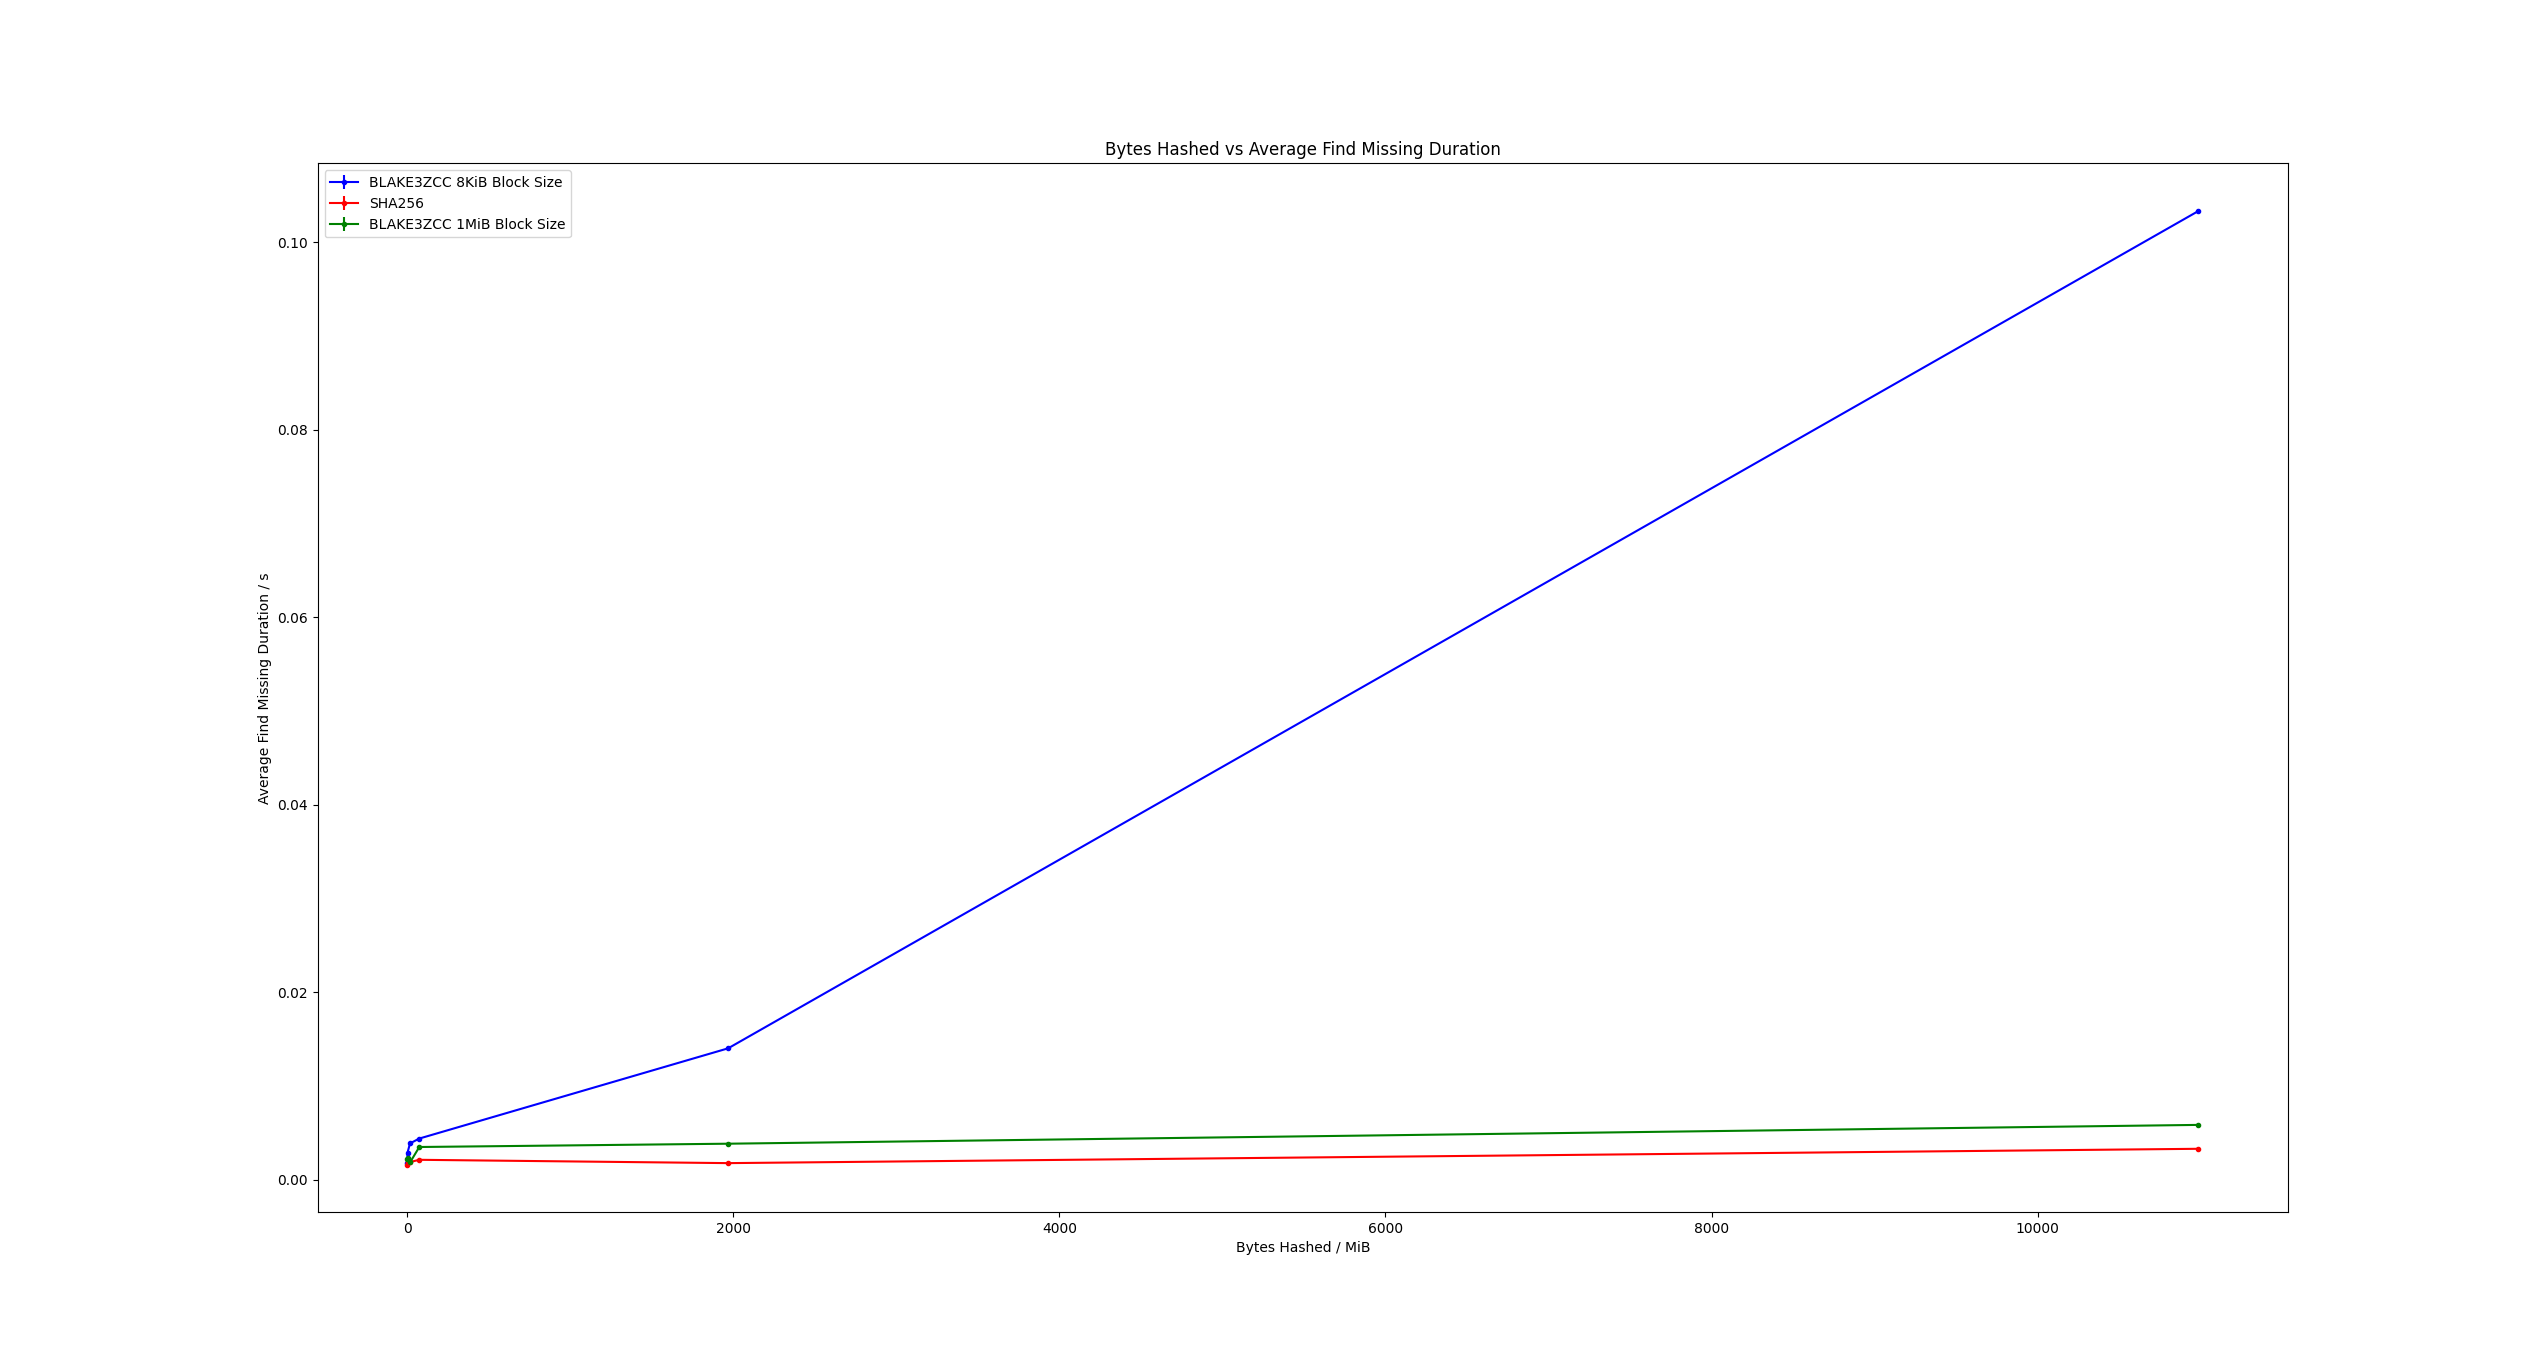 Bytes Hashed vs Average Find Missing Duration
BLAKE3ZCC 8KiB Block Size
SHA256
BLAKE3ZCC 1MiB Block Size
0.10
0.08
0.06
0.04
0.02
0.00
Average Find Missing Duration / s
0 2000 4000 6000 8000 10000
Bytes Hashed / MiB